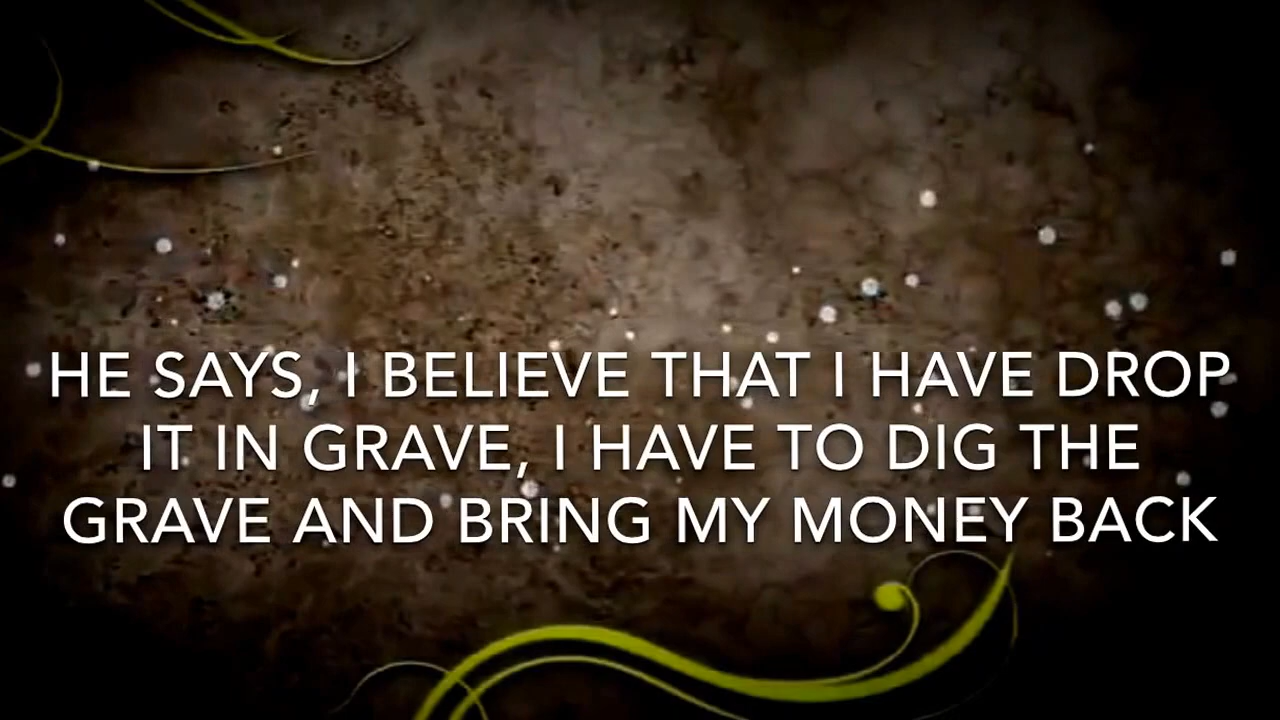 HE SAYS, I BELIEVE THAT I HAVE DROP
IT IN GRAVE, I HAVE TO DIG THE
GRAVE AND BRING MY MONEY BACK